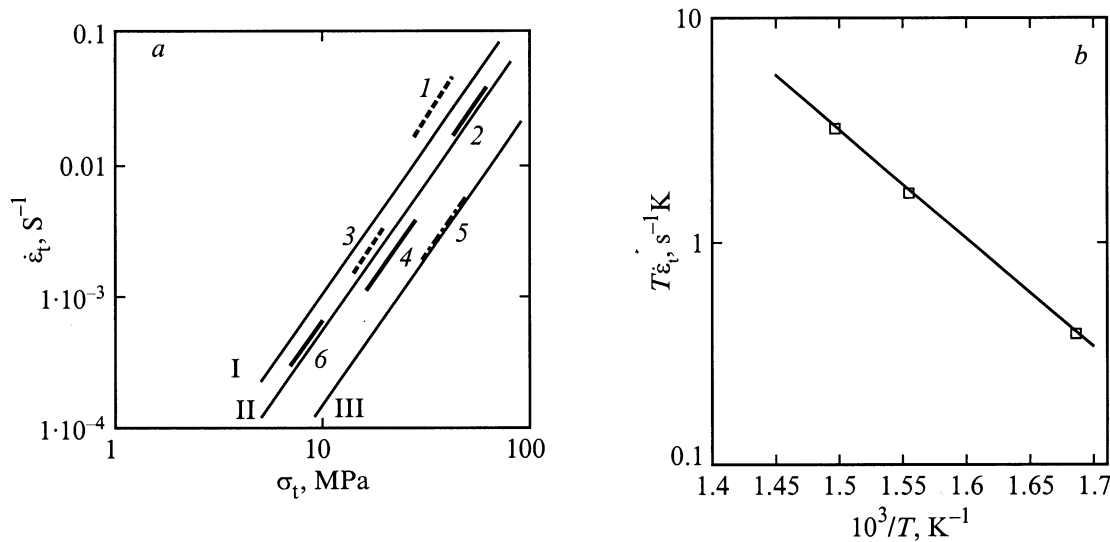 a
0.1
0.01
1·10⁻³
1·10⁻⁴
ε̇t, S⁻¹
1
2
3
4
5
6
I
II
III
1
10
100
σt, MPa
b
10
1
0.1
Tε̇t, s⁻¹K
1.4
1.45
1.5
1.55
1.6
1.65
1.7
10³/T, K⁻¹